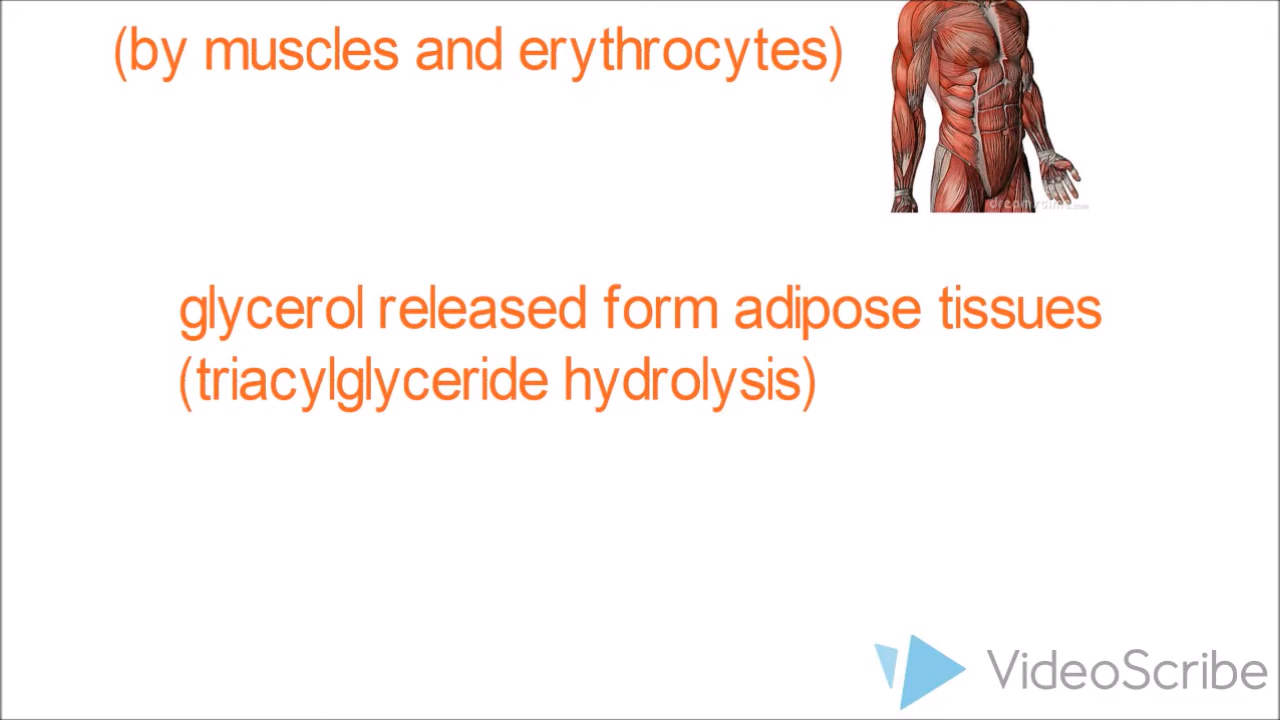 (by muscles and erythrocytes)
glycerol released form adipose tissues
(triacylglyceride hydrolysis)
VideoScribe